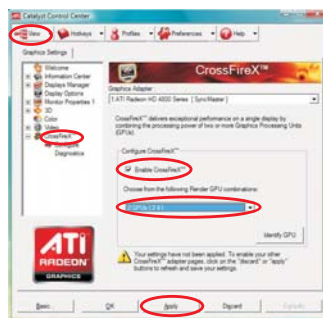 Catalyst Control Center
View Hotkeys Profiles Preferences Help
Graphics Settings
Welcome
Information Center
Displays Manager
Display Options
Monitor Properties 1
3D
Color
Video
CrossFireX
Configure
Diagnostics
CrossFireX™
Graphics Adapter
1.ATI Radeon HD 4800 Series [SyncMaster]
CrossFireX™ delivers exceptional performance on a single display by
combining the processing power of two or more Graphics Processing Units
(GPUs).
Configure CrossFireX™
Enable CrossFireX™
Choose from the following Render GPU combinations:
2 GPUs
Identify GPU
Your settings have not been applied. To enable your other
CrossFireX™ adapter pages, click on the "discard" or "apply"
buttons to refresh and save your settings.
ATI
RADEON
GRAPHICS
Basic...
OK
Apply
Discard